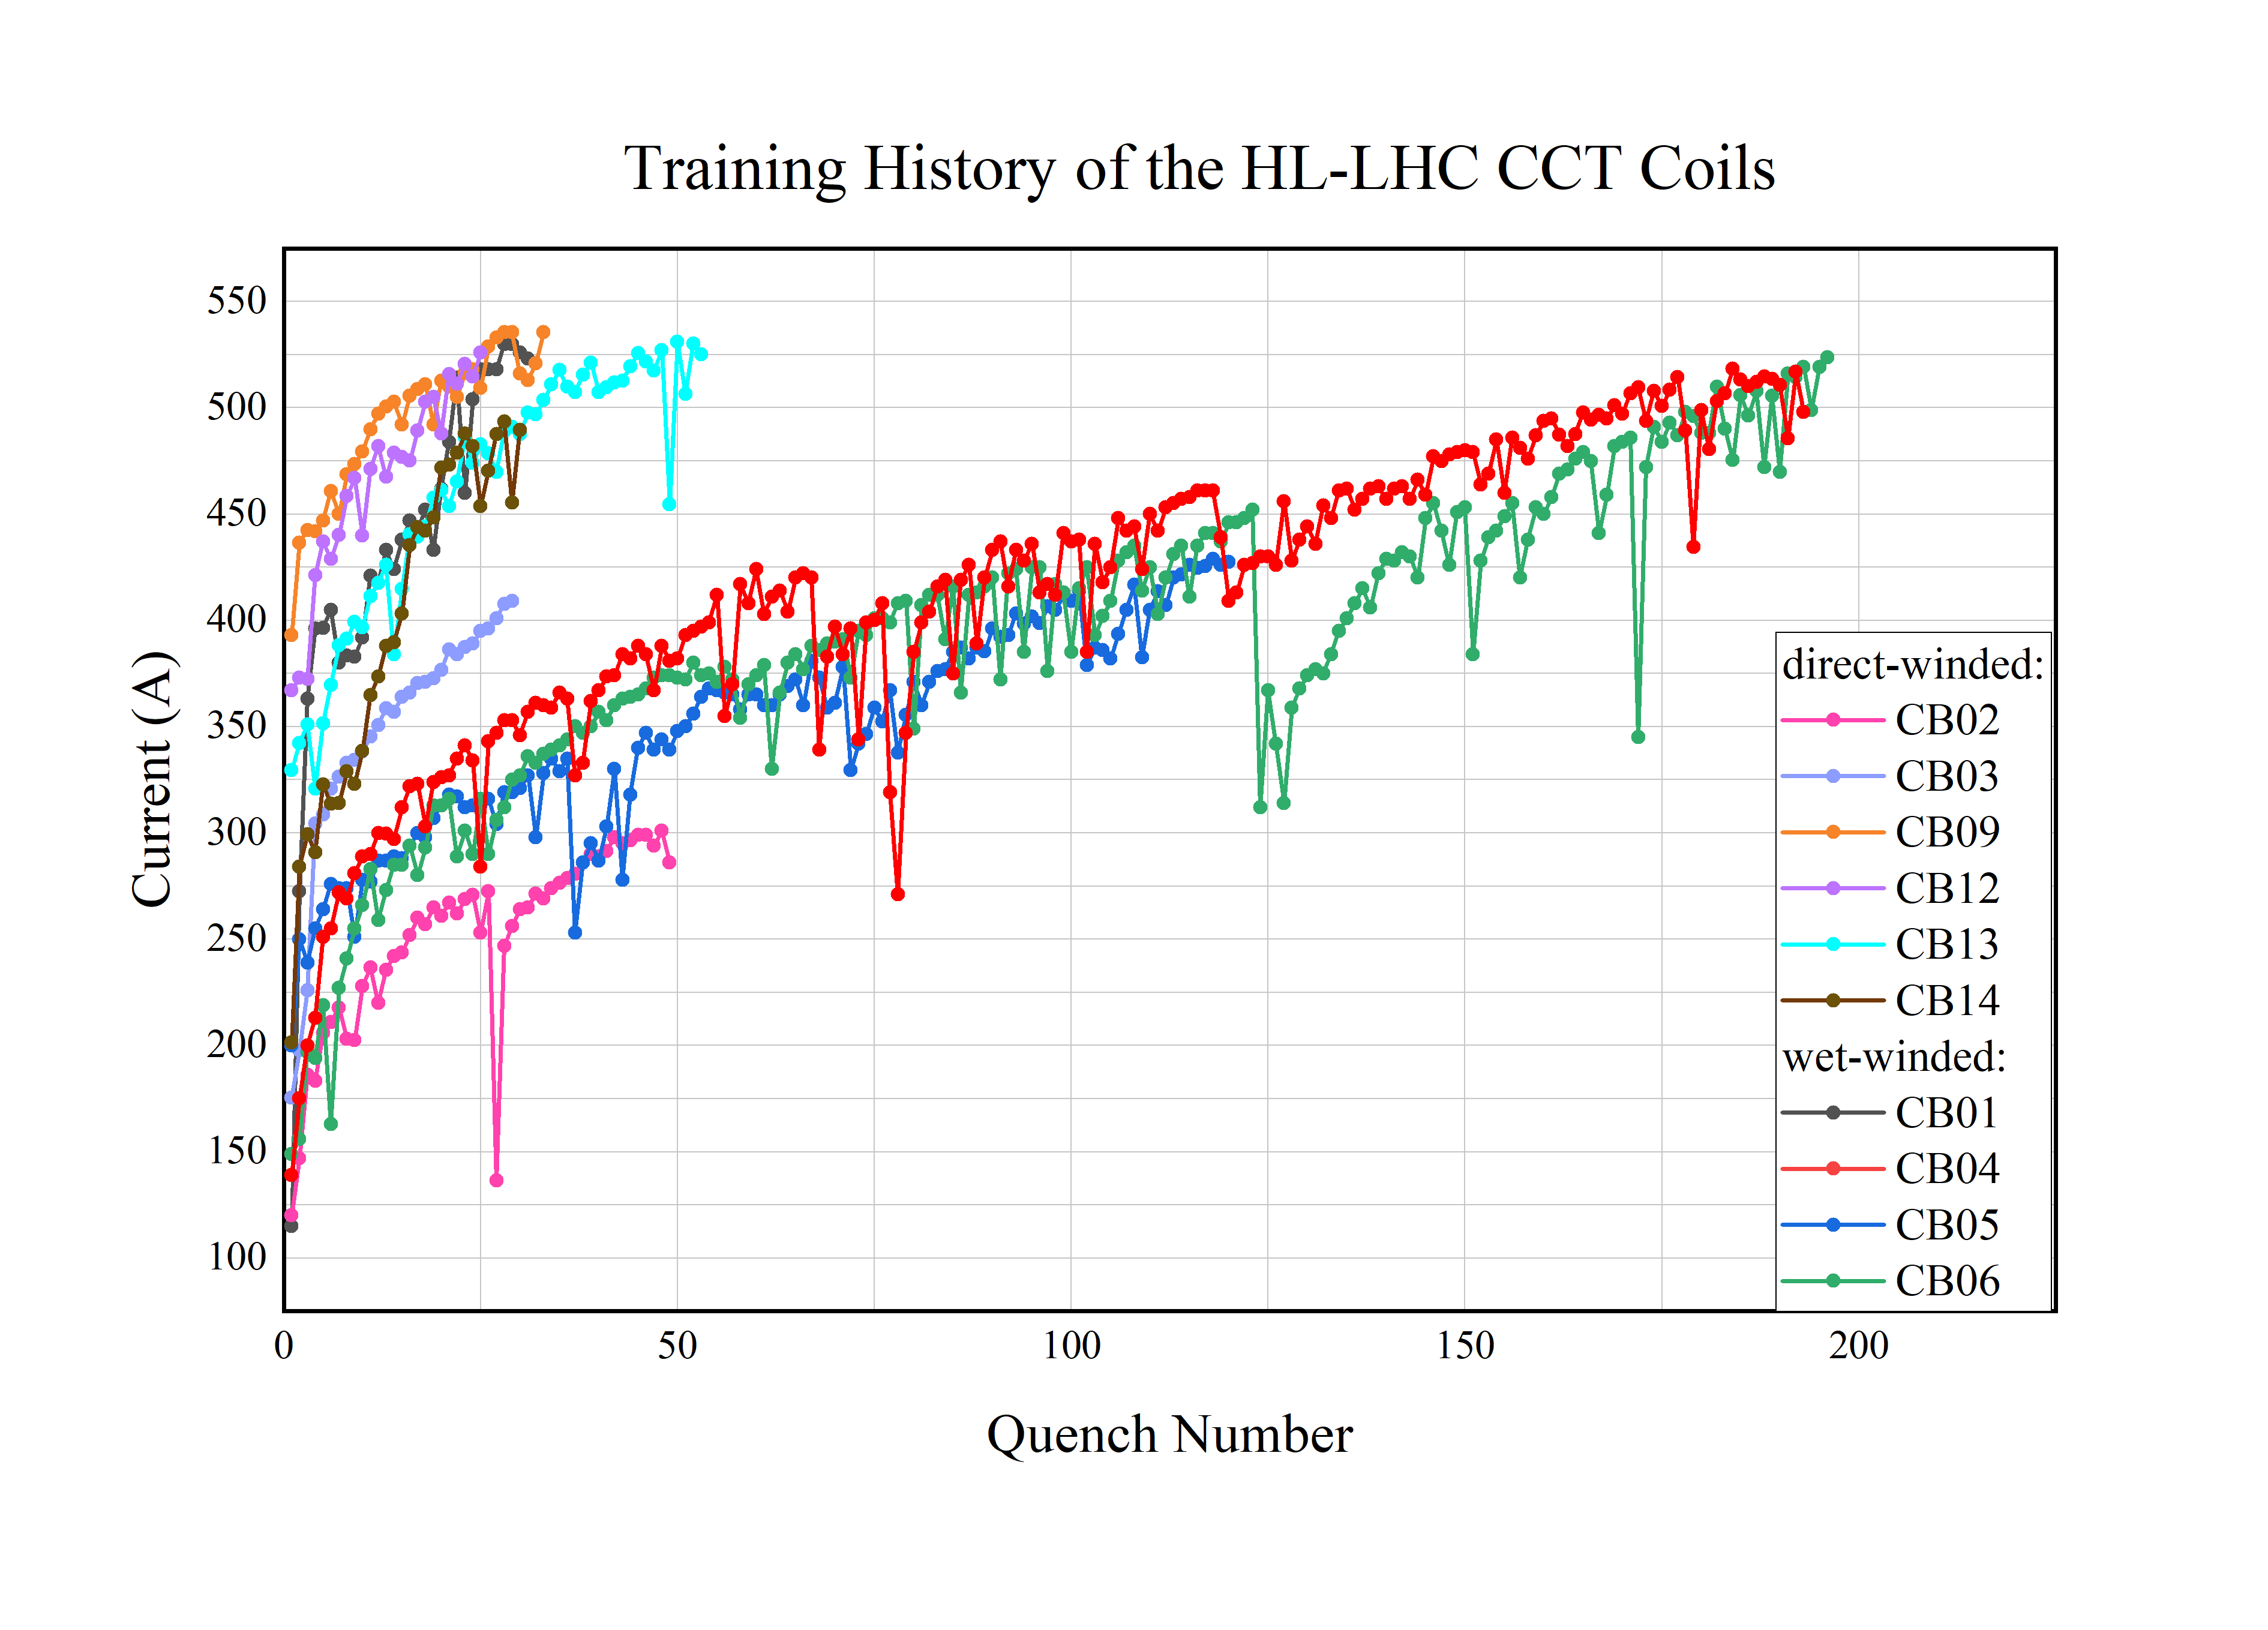 Training History of the HL-LHC CCT Coils
Current (A)
550
500
450
400
350
300
250
200
150
100
direct-winded:
CB02
CB03
CB09
CB12
CB13
CB14
wet-winded:
CB01
CB04
CB05
CB06
0 50 100 150 200
Quench Number